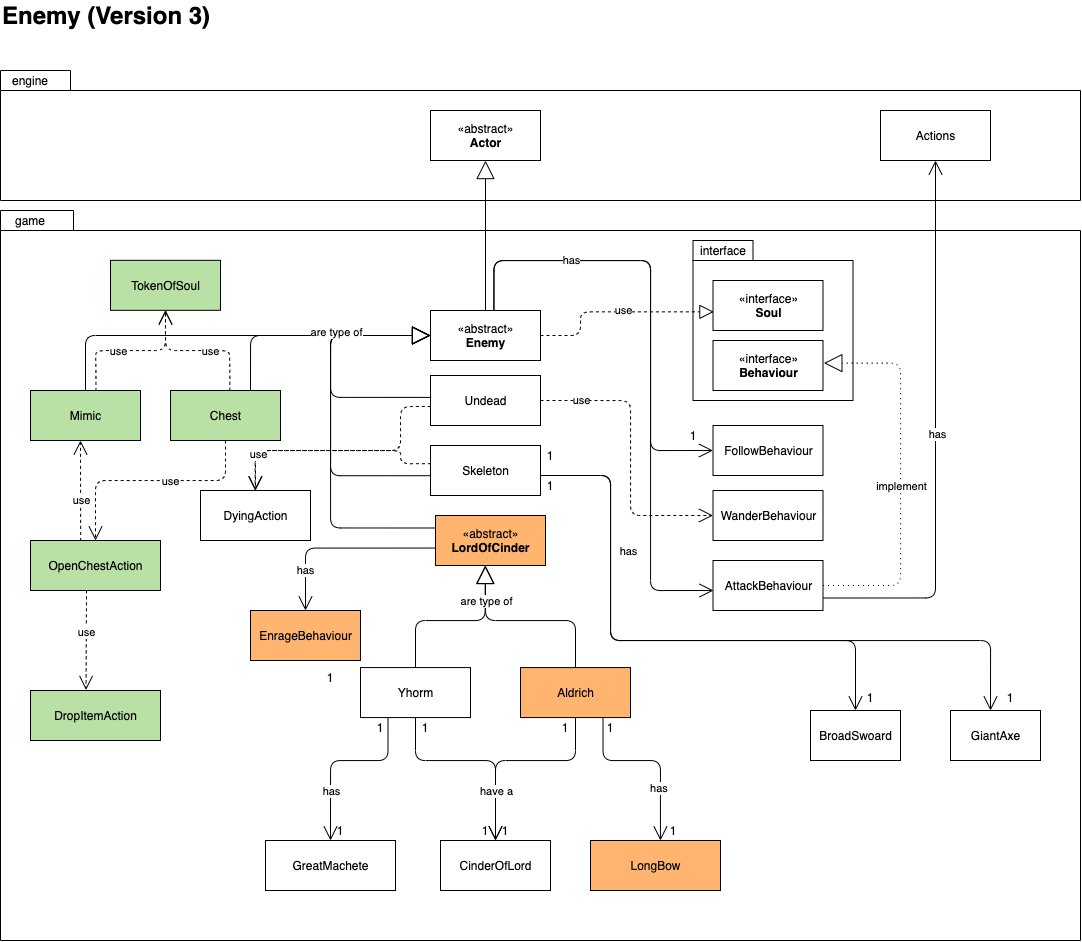 Enemy (Version 3)
engine
«abstract»
Actor
Actions
game
interface
has
TokenOfSoul
«interface»
Soul
use
are type of
«abstract»
Enemy
use
use
«interface»
Behaviour
Mimic
Chest
Undead
use
1
FollowBehaviour
has
use
Skeleton
1
1
use
use
implement
DyingAction
WanderBehaviour
«abstract»
LordOfCinder
has
OpenChestAction
has
AttackBehaviour
are type of
use
EnrageBehaviour
1
Yhorm
Aldrich
DropItemAction
1
1
1
1
1
1
BroadSwoard
GiantAxe
has
have a
has
1
1
1
1
GreatMachete
CinderOfLord
LongBow